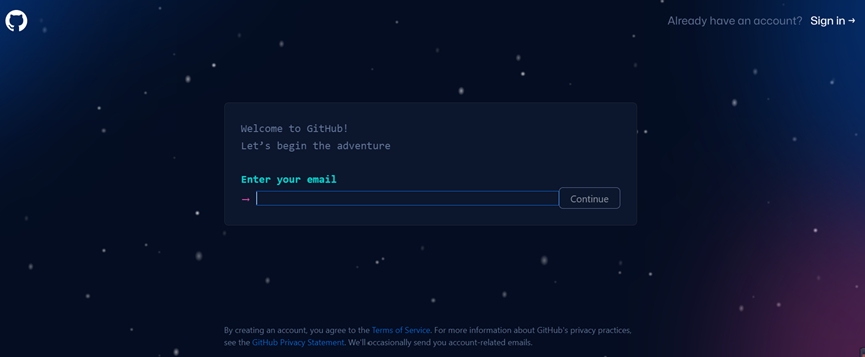 Already have an account? Sign in →
Welcome to GitHub!
Let’s begin the adventure
Enter your email
→
Continue
By creating an account, you agree to the Terms of Service. For more information about GitHub's privacy practices,
see the GitHub Privacy Statement. We'll occasionally send you account-related emails.